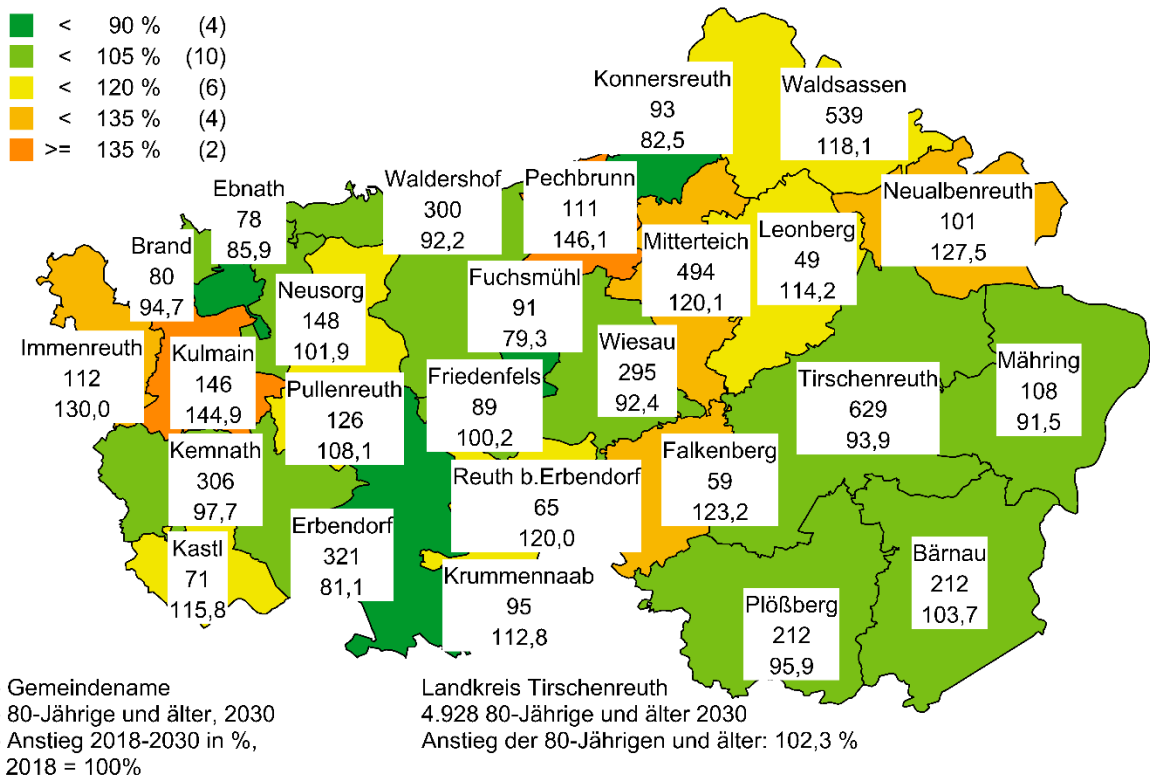 < 90 % (4)
< 105 % (10)
< 120 % (6)
< 135 % (4)
>= 135 % (2)
Konnersreuth
93
82,5
Waldsassen
539
118,1
Ebnath
78
85,9
Waldershof
300
92,2
Pechbrunn
111
146,1
Neualbenreuth
101
127,5
Brand
80
94,7
Mitterteich
494
120,1
Leonberg
49
114,2
Neusorg
148
101,9
Fuchsmühl
91
79,3
Immenreuth
112
130,0
Kulmain
146
144,9
Wiesau
295
92,4
Mähring
108
91,5
Pullenreuth
126
108,1
Friedenfels
89
100,2
Tirschenreuth
629
93,9
Kemnath
306
97,7
Reuth b.Erbendorf
65
120,0
Falkenberg
59
123,2
Erbendorf
321
81,1
Kastl
71
115,8
Krummennaab
95
112,8
Bärnau
212
103,7
Plößberg
212
95,9
Gemeindename
80-Jährige und älter, 2030
Anstieg 2018-2030 in %,
2018 = 100%
Landkreis Tirschenreuth
4.928 80-Jährige und älter 2030
Anstieg der 80-Jährigen und älter: 102,3 %